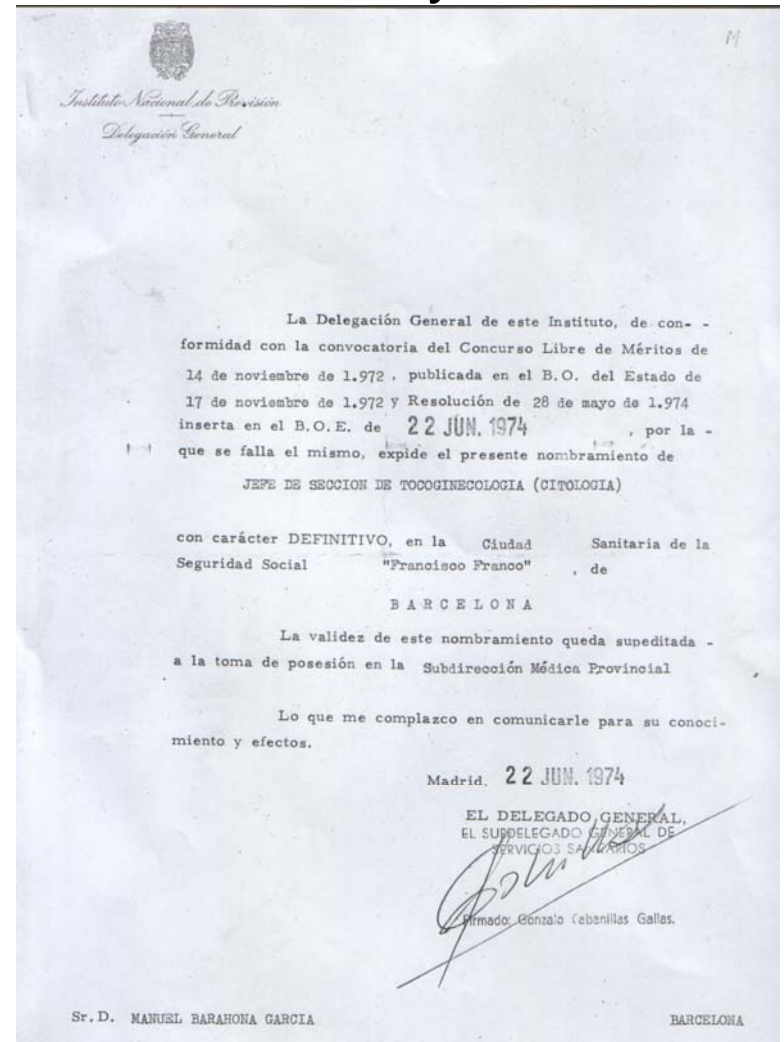 M
Instituto Nacional de Previsión
Delegación General
La Delegación General de este Instituto, de con- -
formidad con la convocatoria del Concurso Libre de Méritos de
14 de noviembre de 1.972, publicada en el B.O. del Estado de
17 de noviembre de 1.972 y Resolución de 28 de mayo de 1.974
inserta en el B.O.E. de 22 JUN. 1974 , por la -
que se falla el mismo, expide el presente nombramiento de
JEFE DE SECCION DE TOCOGINECOLOGIA (CITOLOGIA)
con carácter DEFINITIVO, en la Ciudad Sanitaria de la
Seguridad Social "Francisco Franco" , de
BARCELONA
La validez de este nombramiento queda supeditada -
a la toma de posesión en la Subdirección Médica Provincial
Lo que me complazco en comunicarle para su conoci-
miento y efectos.
Madrid, 22 JUN. 1974
EL DELEGADO GENERAL,
EL SUBDELEGADO GENERAL DE
SERVICIOS SANITARIOS
Firmado: Gonzalo Cabanillas Gallas.
Sr. D. MANUEL BARAHONA GARCIA BARCELONA